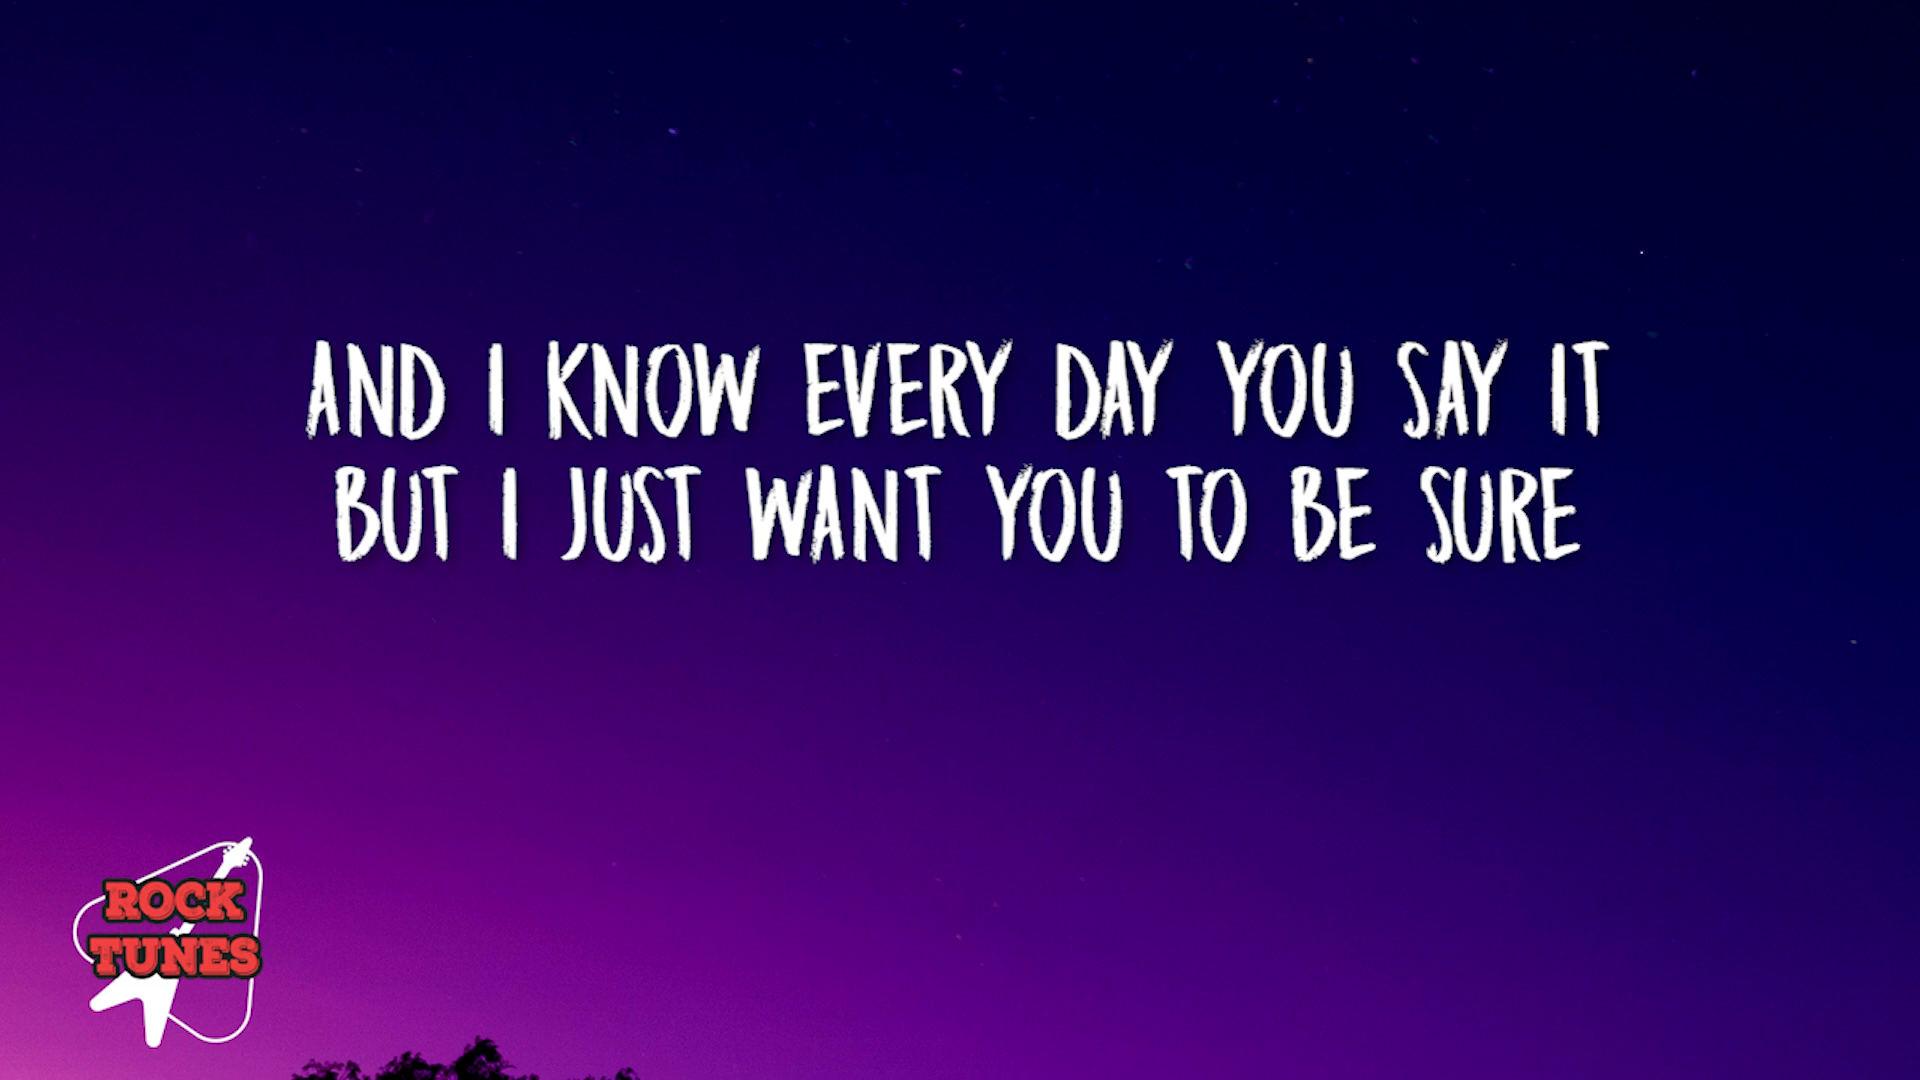 AND I KNOW EVERY DAY YOU SAY IT
BUT I JUST WANT YOU TO BE SURE
ROCK
TUNES